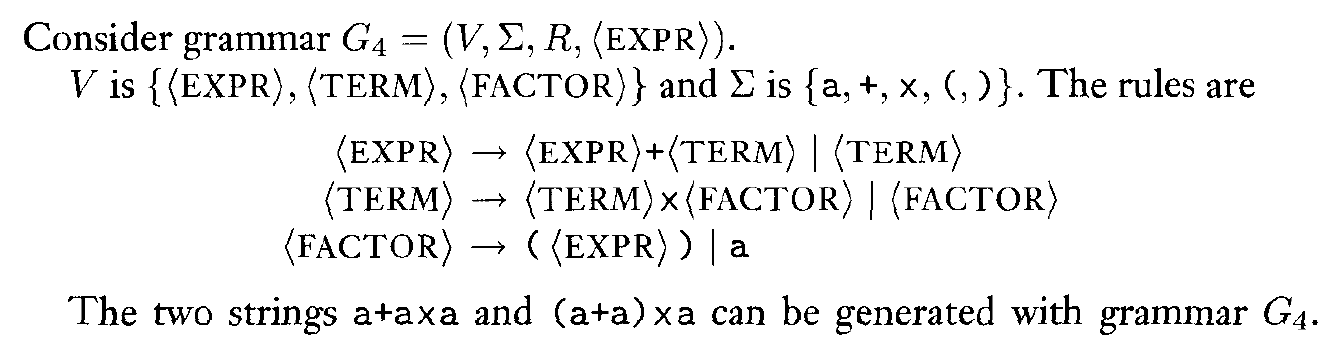 Consider grammar G₄ = (V, Σ, R, ⟨EXPR⟩).
V is {⟨EXPR⟩, ⟨TERM⟩, ⟨FACTOR⟩} and Σ is {a, +, x, (, )}. The rules are
⟨EXPR⟩ → ⟨EXPR⟩+⟨TERM⟩ | ⟨TERM⟩
⟨TERM⟩ → ⟨TERM⟩x⟨FACTOR⟩ | ⟨FACTOR⟩
⟨FACTOR⟩ → (⟨EXPR⟩) | a
The two strings a+axa and (a+a)xa can be generated with grammar G₄.